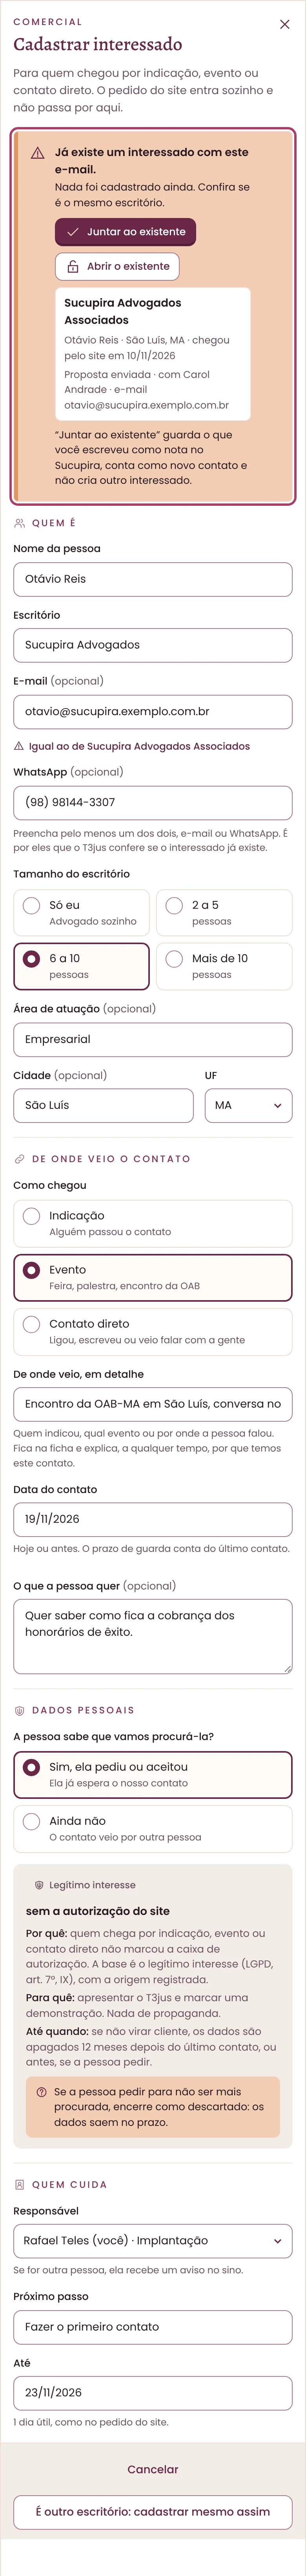 COMERCIAL
Cadastrar interessado
Para quem chegou por indicação, evento ou
contato direto. O pedido do site entra sozinho e
não passa por aqui.
Já existe um interessado com este
e-mail.
Nada foi cadastrado ainda. Confira se
é o mesmo escritório.
Juntar ao existente
Abrir o existente
Sucupira Advogados
Associados
Otávio Reis · São Luís, MA · chegou
pelo site em 10/11/2026
Proposta enviada · com Carol
Andrade · e-mail
otavio@sucupira.exemplo.com.br
“Juntar ao existente” guarda o que
você escreveu como nota no
Sucupira, conta como novo contato e
não cria outro interessado.
QUEM É
Nome da pessoa
Otávio Reis
Escritório
Sucupira Advogados
E-mail (opcional)
otavio@sucupira.exemplo.com.br
Igual ao de Sucupira Advogados Associados
WhatsApp (opcional)
(98) 98144-3307
Preencha pelo menos um dos dois, e-mail ou WhatsApp. É
por eles que o T3jus confere se o interessado já existe.
Tamanho do escritório
Só eu
Advogado sozinho
2 a 5
pessoas
6 a 10
pessoas
Mais de 10
pessoas
Área de atuação (opcional)
Empresarial
Cidade (opcional)
São Luís
UF
MA
DE ONDE VEIO O CONTATO
Como chegou
Indicação
Alguém passou o contato
Evento
Feira, palestra, encontro da OAB
Contato direto
Ligou, escreveu ou veio falar com a gente
De onde veio, em detalhe
Encontro da OAB-MA em São Luís, conversa no
Quem indicou, qual evento ou por onde a pessoa falou.
Fica na ficha e explica, a qualquer tempo, por que temos
este contato.
Data do contato
19/11/2026
Hoje ou antes. O prazo de guarda conta do último contato.
O que a pessoa quer (opcional)
Quer saber como fica a cobrança dos
honorários de êxito.
DADOS PESSOAIS
A pessoa sabe que vamos procurá-la?
Sim, ela pediu ou aceitou
Ela já espera o nosso contato
Ainda não
O contato veio por outra pessoa
Legítimo interesse
sem a autorização do site
Por quê: quem chega por indicação, evento ou
contato direto não marcou a caixa de
autorização. A base é o legítimo interesse (LGPD,
art. 7º, IX), com a origem registrada.
Para quê: apresentar o T3jus e marcar uma
demonstração. Nada de propaganda.
Até quando: se não virar cliente, os dados são
apagados 12 meses depois do último contato, ou
antes, se a pessoa pedir.
Se a pessoa pedir para não ser mais
procurada, encerre como descartado: os
dados saem no prazo.
QUEM CUIDA
Responsável
Rafael Teles (você) · Implantação
Se for outra pessoa, ela recebe um aviso no sino.
Próximo passo
Fazer o primeiro contato
Até
23/11/2026
1 dia útil, como no pedido do site.
Cancelar
É outro escritório: cadastrar mesmo assim